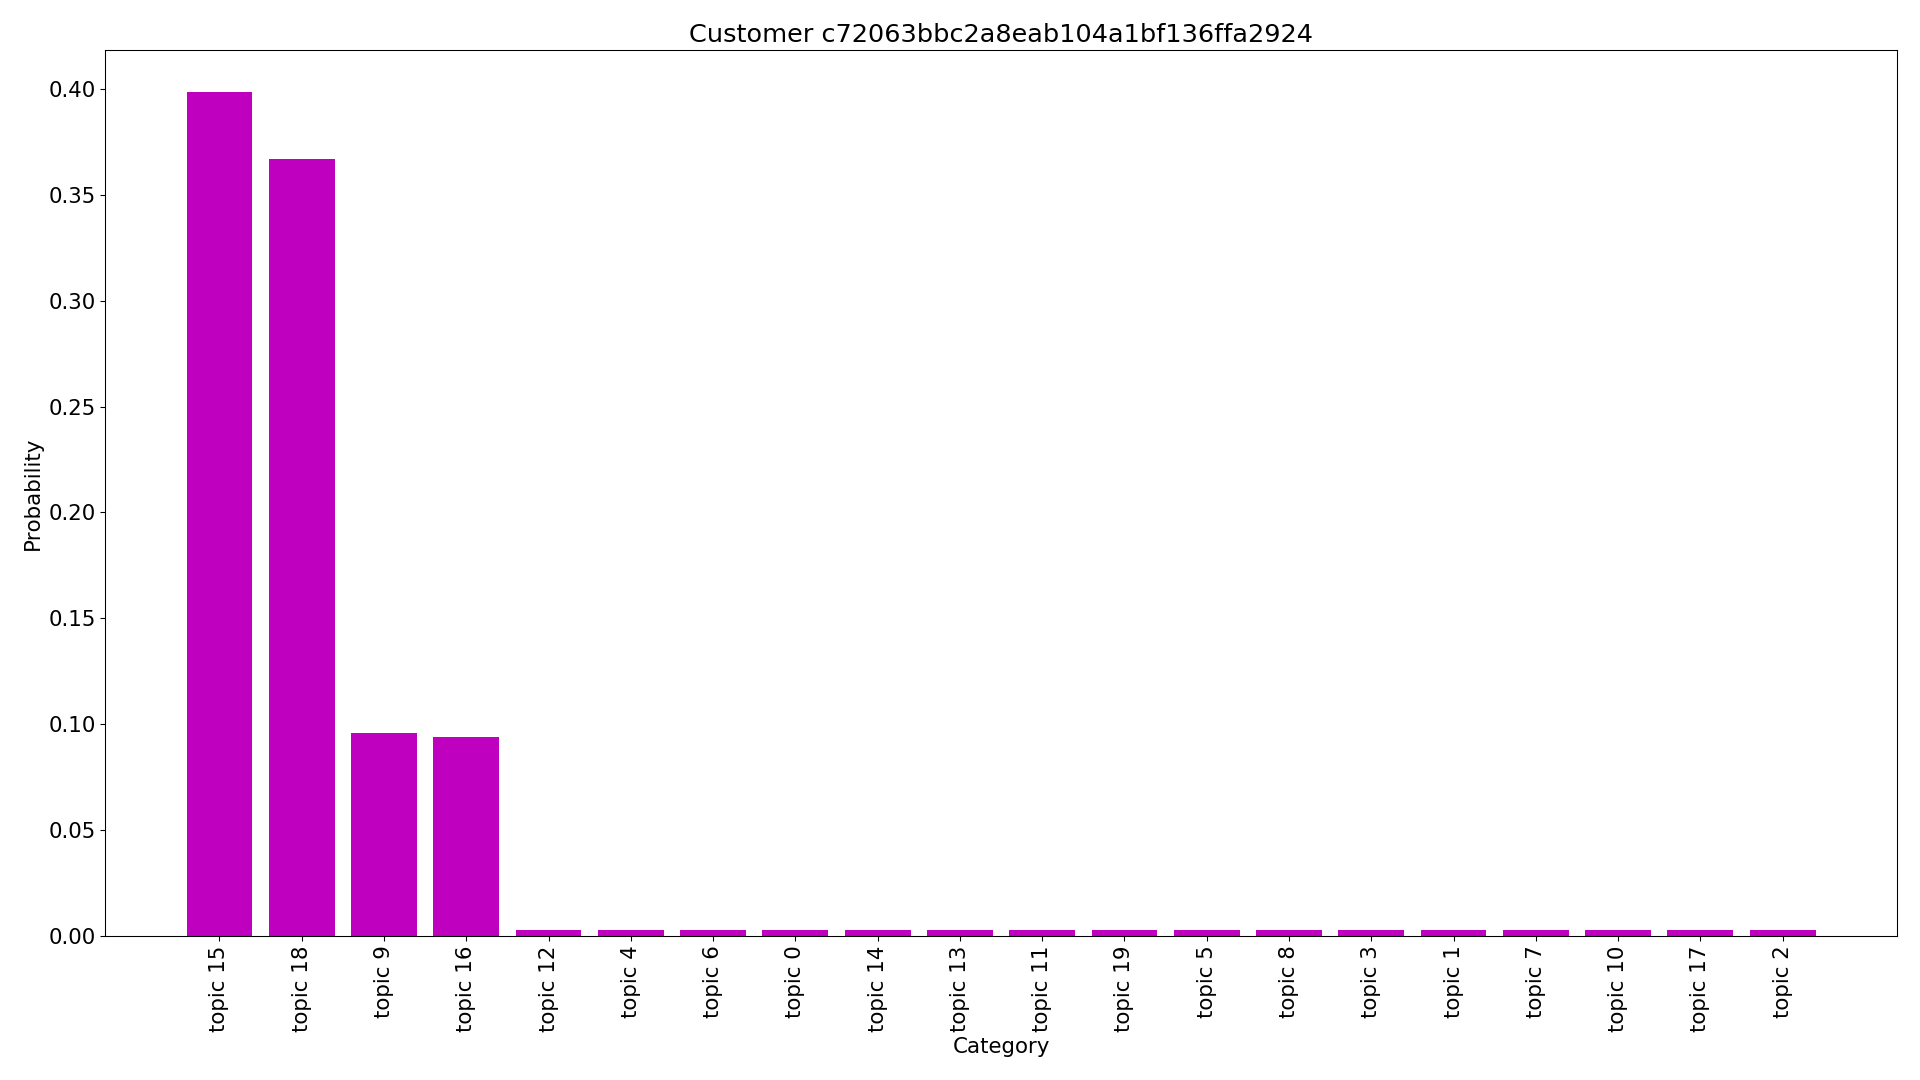 Customer c72063bbc2a8eab104a1bf136ffa2924
Probability
0.40
0.35
0.30
0.25
0.20
0.15
0.10
0.05
0.00
topic 15
topic 18
topic 9
topic 16
topic 12
topic 4
topic 6
topic 0
topic 14
topic 13
topic 11
topic 19
topic 5
topic 8
topic 3
topic 1
topic 7
topic 10
topic 17
topic 2
Category